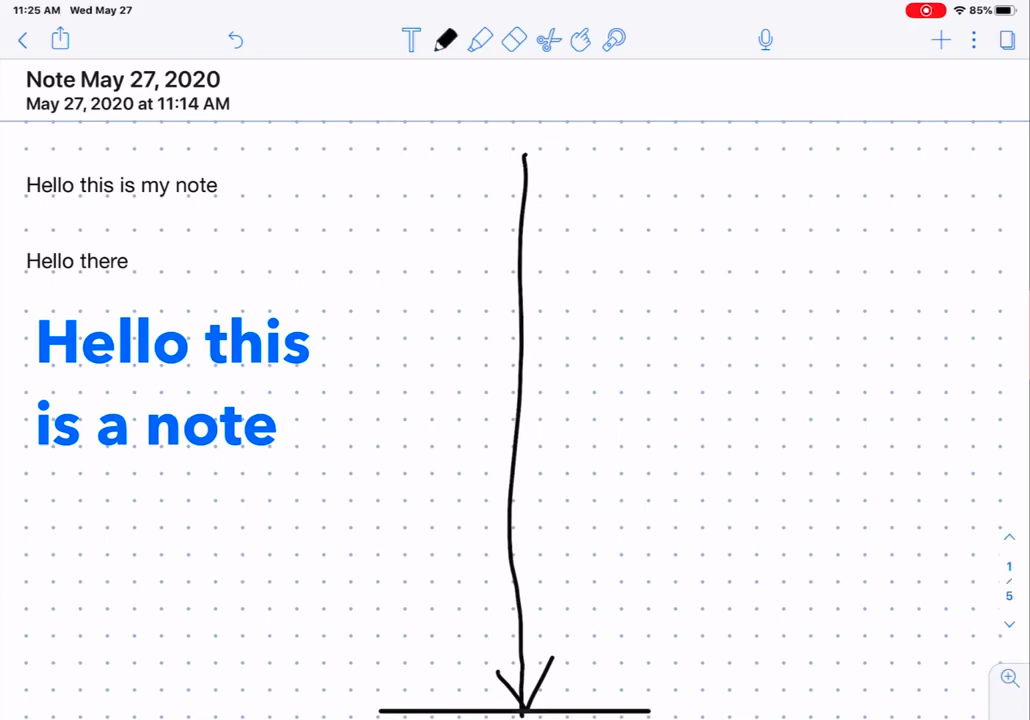 11:25 AM Wed May 27
85%
T
Note May 27, 2020
May 27, 2020 at 11:14 AM
Hello this is my note
Hello there
Hello this
is a note
1
/
5